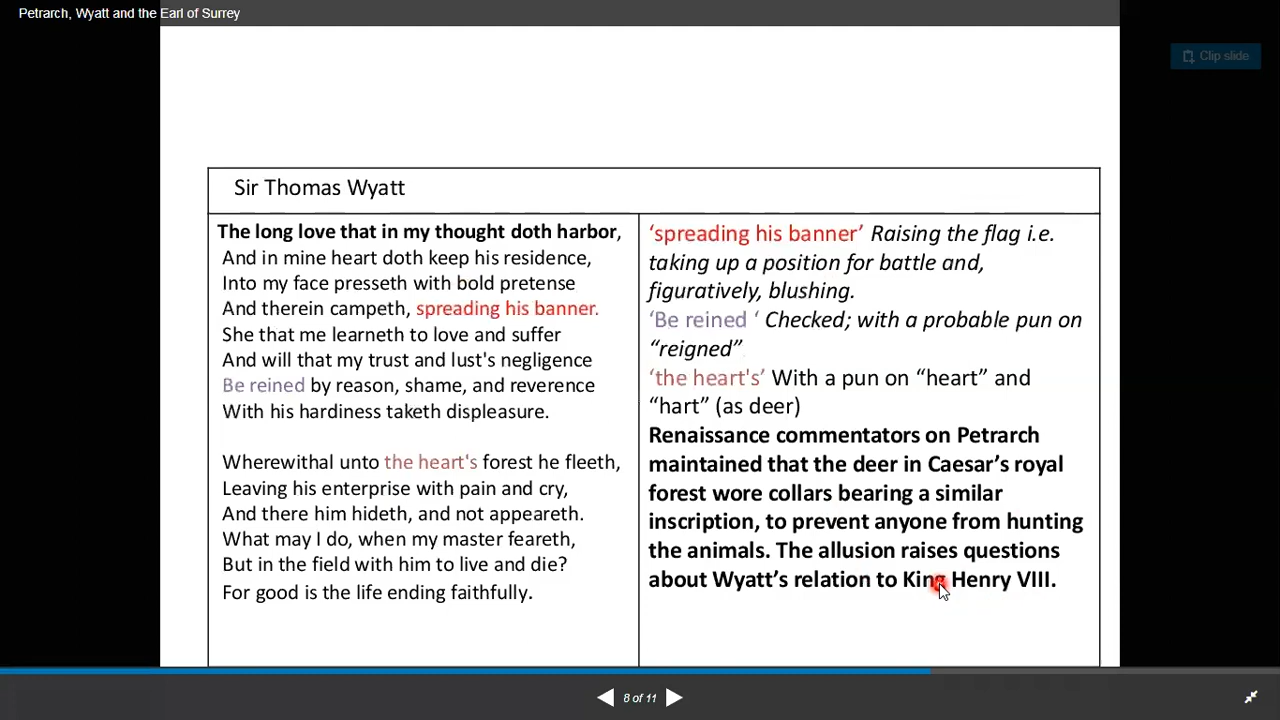 Petrarch, Wyatt and the Earl of Surrey
Clip slide
Sir Thomas Wyatt
The long love that in my thought doth harbor,
And in mine heart doth keep his residence,
Into my face presseth with bold pretense
And therein campeth, spreading his banner.
She that me learneth to love and suffer
And will that my trust and lust's negligence
Be reined by reason, shame, and reverence
With his hardiness taketh displeasure.
Wherewithal unto the heart's forest he fleeth,
Leaving his enterprise with pain and cry,
And there him hideth, and not appeareth.
What may I do, when my master feareth,
But in the field with him to live and die?
For good is the life ending faithfully.
‘spreading his banner’ Raising the flag i.e.
taking up a position for battle and,
figuratively, blushing.
‘Be reined ‘ Checked; with a probable pun on
“reigned”
‘the heart's’ With a pun on “heart” and
“hart” (as deer)
Renaissance commentators on Petrarch
maintained that the deer in Caesar’s royal
forest wore collars bearing a similar
inscription, to prevent anyone from hunting
the animals. The allusion raises questions
about Wyatt’s relation to King Henry VIII.
8 of 11